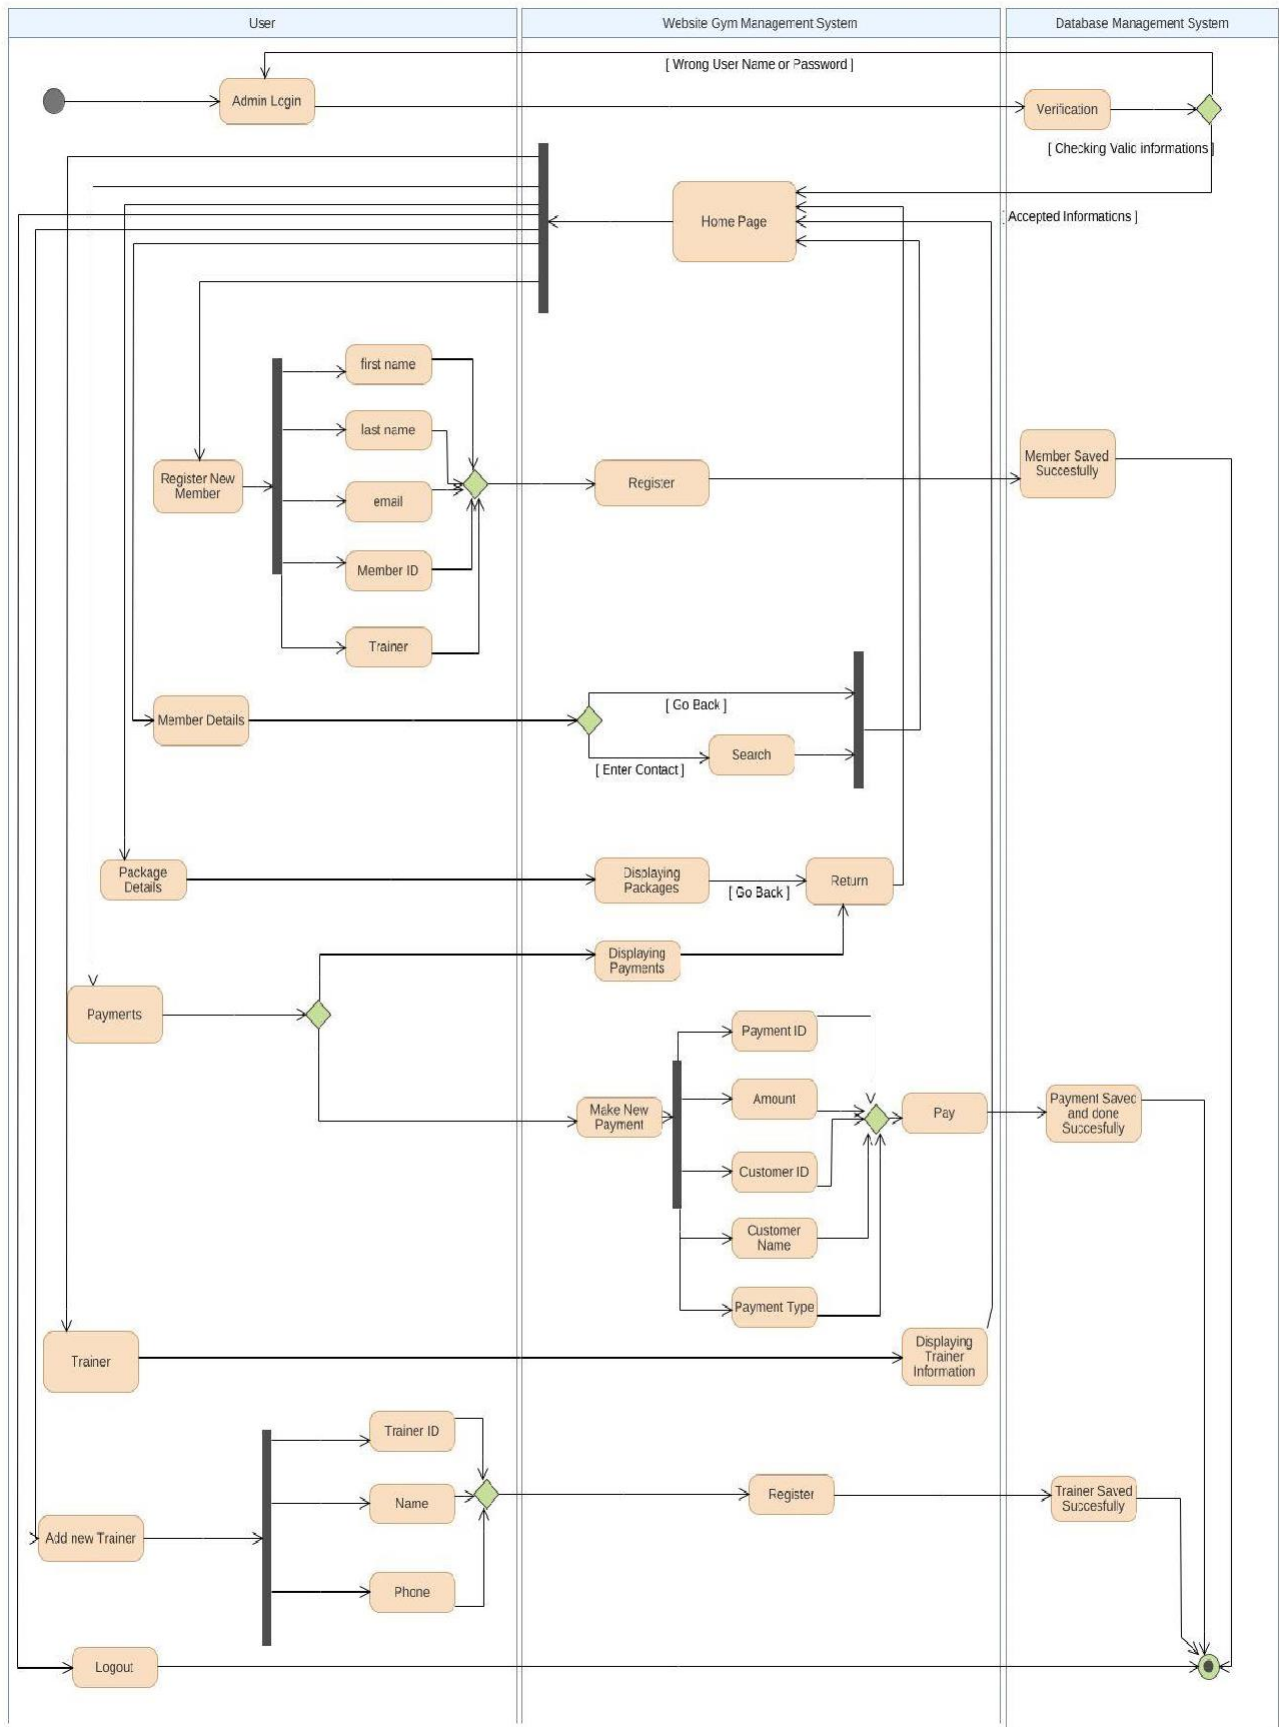 User
Website Gym Management System
Database Management System
[ Wrong User Name or Password ]
Admin Login
Verification
[ Checking Valid informations ]
Home Page
[ Accepted Informations ]
first name
last name
Register New
Member
email
Member ID
Trainer
Register
Member Saved
Succesfully
Member Details
[ Go Back ]
Search
[ Enter Contact ]
Package
Details
Displaying
Packages
[ Go Back ]
Return
Displaying
Payments
Payments
Payment ID
Make New
Payment
Amount
Pay
Payment Saved
and done
Succesfully
Customer ID
Customer
Name
Payment Type
Trainer
Displaying
Trainer
Information
Trainer ID
Name
Register
Trainer Saved
Succesfully
Add new Trainer
Phone
Logout